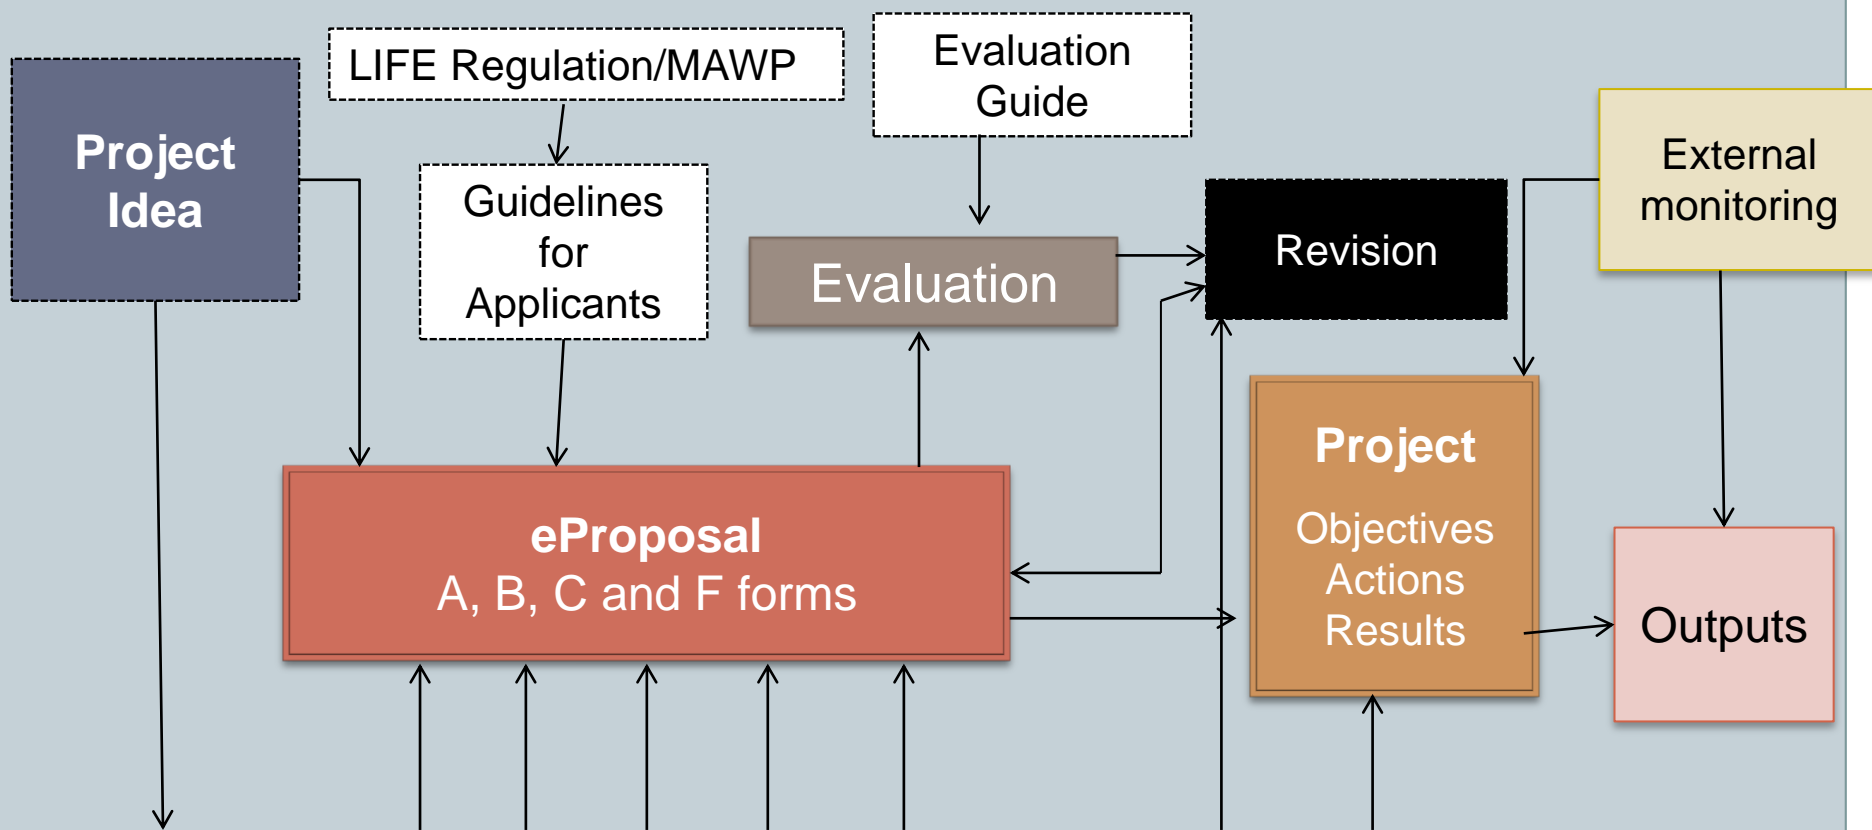 LIFE Regulation/MAWP
Evaluation
Guide
Project
Idea
External
monitoring
Guidelines
for
Applicants
Revision
Evaluation
Project
Objectives
Actions
Results
eProposal
A, B, C and F forms
Outputs